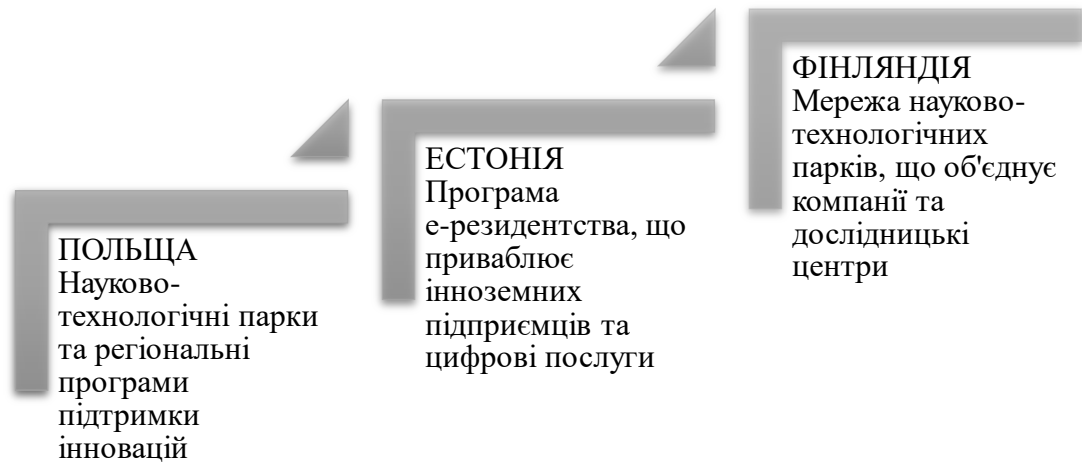 ПОЛЬЩА
Науково-
технологічні парки
та регіональні
програми
підтримки
інновацій
ЕСТОНІЯ
Програма
е-резидентства, що
приваблює
іноземних
підприємців та
цифрові послуги
ФІНЛЯНДІЯ
Мережа науково-
технологічних
парків, що об'єднує
компанії та
дослідницькі
центри